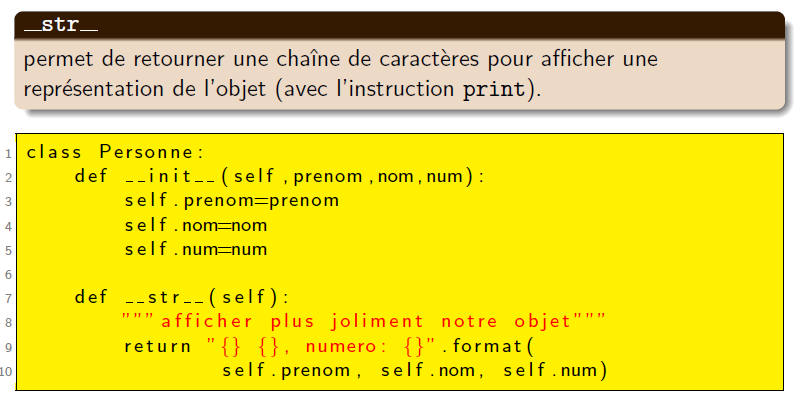 __str__
permet de retourner une chaîne de caractères pour afficher une
représentation de l'objet (avec l'instruction print).
1 class Personne:
2     def __init__(self,prenom,nom,num):
3         self.prenom=prenom
4         self.nom=nom
5         self.num=num
6
7     def __str__(self):
8         """afficher plus joliment notre objet"""
9         return "{} {}, numero: {}".format(
10                 self.prenom, self.nom, self.num)